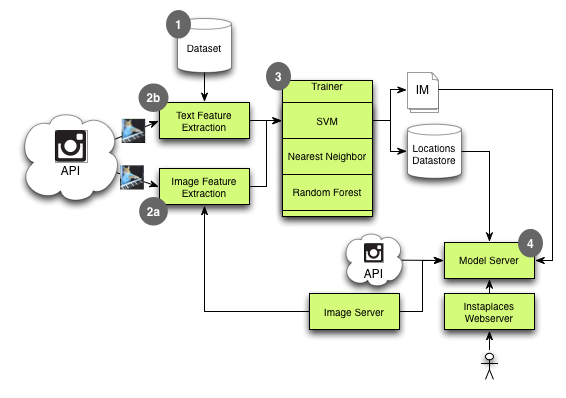 1
Dataset
2b
Text Feature
Extraction
API
Image Feature
Extraction
2a
3
Trainer
SVM
Nearest Neighbor
Random Forest
IM
Locations
Datastore
4
Model Server
API
Image Server
Instaplaces
Webserver